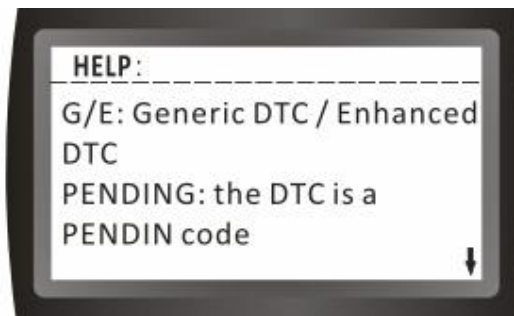 HELP:
G/E: Generic DTC / Enhanced
DTC
PENDING: the DTC is a
PENDIN code